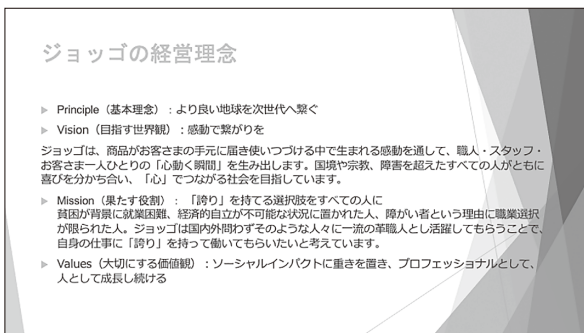 ジョッゴの経営理念
Principle（基本理念）：より良い地球を次世代へ繋ぐ
Vision（目指す世界観）：感動で繋がりを
ジョッゴは、商品がお客さまの手元に届き使いつづける中で生まれる感動を通して、職人・スタッフ・
お客さま一人ひとりの「心動く瞬間」を生み出します。国境や宗教、障害を超えたすべての人がともに
喜びを分かち合い、「心」でつながる社会を目指しています。
Mission（果たす役割）：「誇り」を持てる選択肢をすべての人に
貧困が背景に就業困難、経済的自立が不可能な状況に置かれた人、障がい者という理由に職業選択
が限られた人。ジョッゴは国内外問わずそのような人々に一流の革職人とし活躍してもらうことで、
自身の仕事に「誇り」を持って働いてもらいたいと考えています。
Values（大切にする価値観）：ソーシャルインパクトに重きを置き、プロフェッショナルとして、
人として成長し続ける